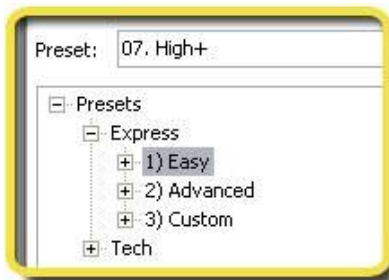 Preset: 07. High+
Presets
Express
1) Easy
2) Advanced
3) Custom
Tech